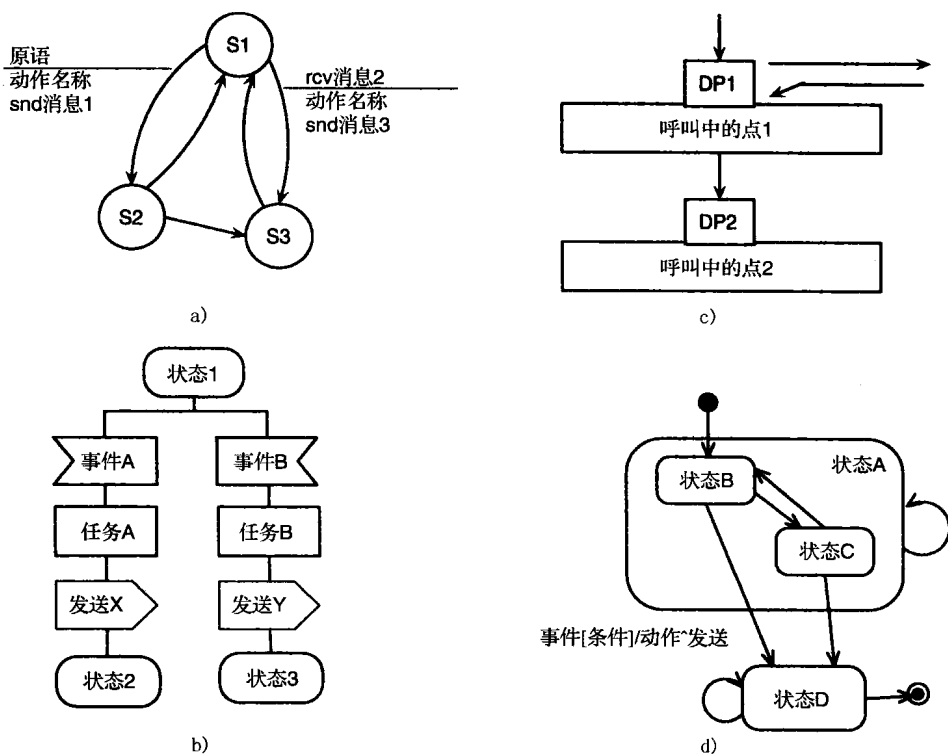 S1
原语
动作名称
snd消息1
rcv消息2
动作名称
snd消息3
S2
S3
a)
DP1
呼叫中的点1
DP2
呼叫中的点2
c)
状态1
事件A
事件B
任务A
任务B
发送X
发送Y
状态2
状态3
b)
状态A
状态B
状态C
事件[条件]/动作^发送
状态D
d)